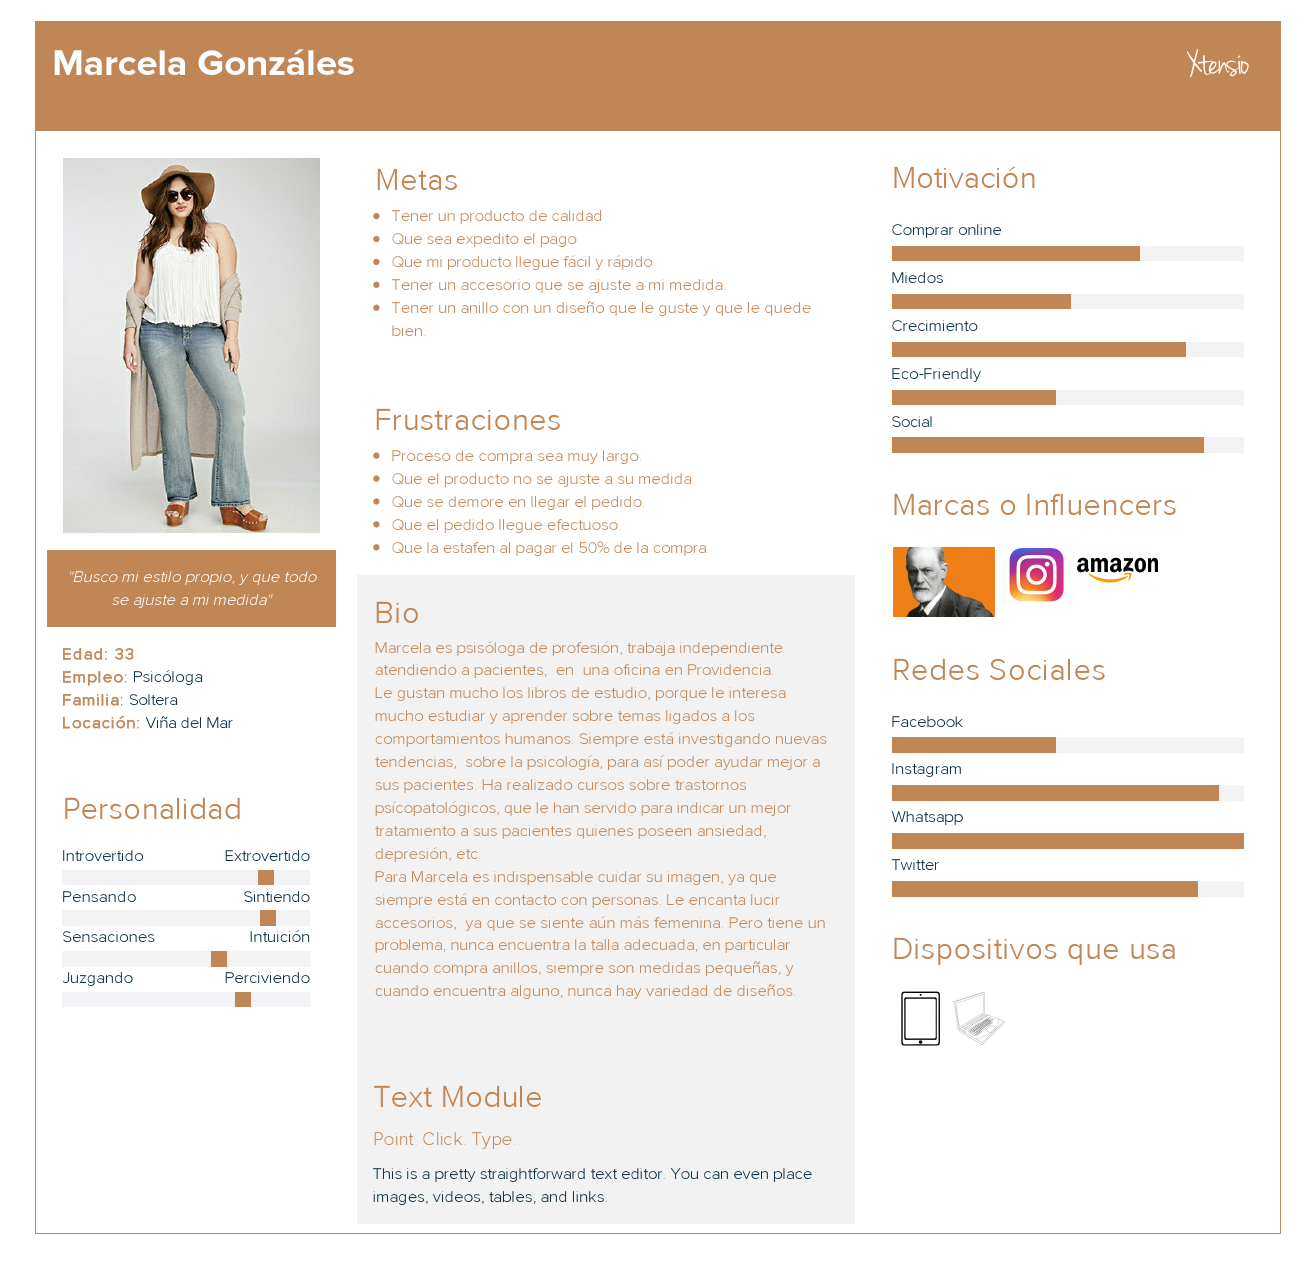 Marcela Gonzáles
Xtensio
"Busco mi estilo propio, y que todo
se ajuste a mi medida"
Edad: 33
Empleo: Psicóloga
Familia: Soltera
Locación: Viña del Mar
Personalidad
Introvertido Extrovertido
Pensando Sintiendo
Sensaciones Intuición
Juzgando Perciviendo
Metas
Tener un producto de calidad
Que sea expedito el pago
Que mi producto llegue fácil y rápido
Tener un accesorio que se ajuste a mi medida.
Tener un anillo con un diseño que le guste y que le quede
bien.
Frustraciones
Proceso de compra sea muy largo.
Que el producto no se ajuste a su medida.
Que se demore en llegar el pedido.
Que el pedido llegue efectuoso.
Que la estafen al pagar el 50% de la compra.
Bio
Marcela es psisóloga de profesión, trabaja independiente
atendiendo a pacientes, en una oficina en Providencia.
Le gustan mucho los libros de estudio, porque le interesa
mucho estudiar y aprender sobre temas ligados a los
comportamientos humanos. Siempre está investigando nuevas
tendencias, sobre la psicología, para así poder ayudar mejor a
sus pacientes. Ha realizado cursos sobre trastornos
psícopatológicos, que le han servido para indicar un mejor
tratamiento a sus pacientes quienes poseen ansiedad,
depresión, etc.
Para Marcela es indispensable cuidar su imagen, ya que
siempre está en contacto con personas. Le encanta lucir
accesorios, ya que se siente aún más femenina. Pero tiene un
problema, nunca encuentra la talla adecuada, en particular
cuando compra anillos, siempre son medidas pequeñas, y
cuando encuentra alguno, nunca hay variedad de diseños.
Text Module
Point. Click. Type.
This is a pretty straightforward text editor. You can even place
images, videos, tables, and links.
Motivación
Comprar online
Miedos
Crecimiento
Eco-Friendly
Social
Marcas o Influencers
amazon
Redes Sociales
Facebook
Instagram
Whatsapp
Twitter
Dispositivos que usa